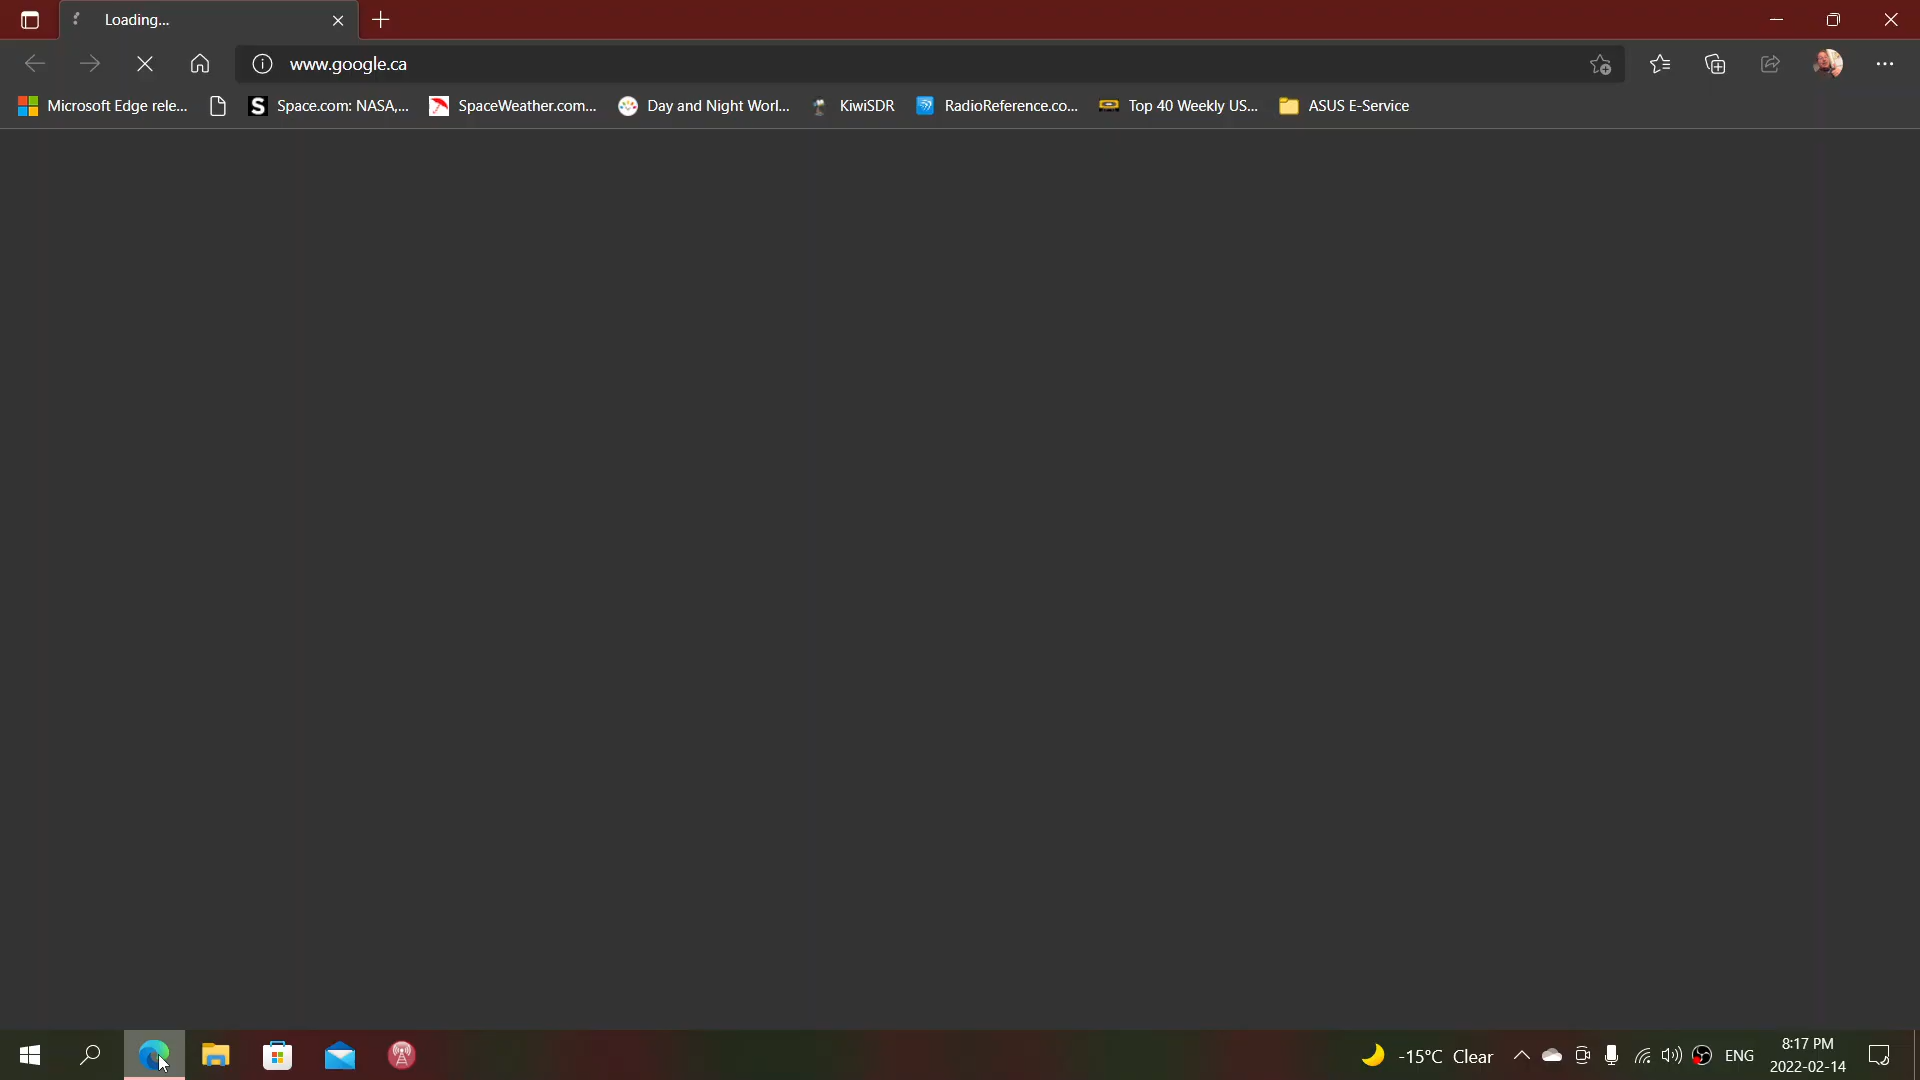 Loading...
www.google.ca
Microsoft Edge rele...
S Space.com: NASA,...
SpaceWeather.com...
Day and Night Worl...
KiwiSDR
RadioReference.co...
Top 40 Weekly US...
ASUS E-Service
-15°C Clear
ENG
8:17 PM
2022-02-14